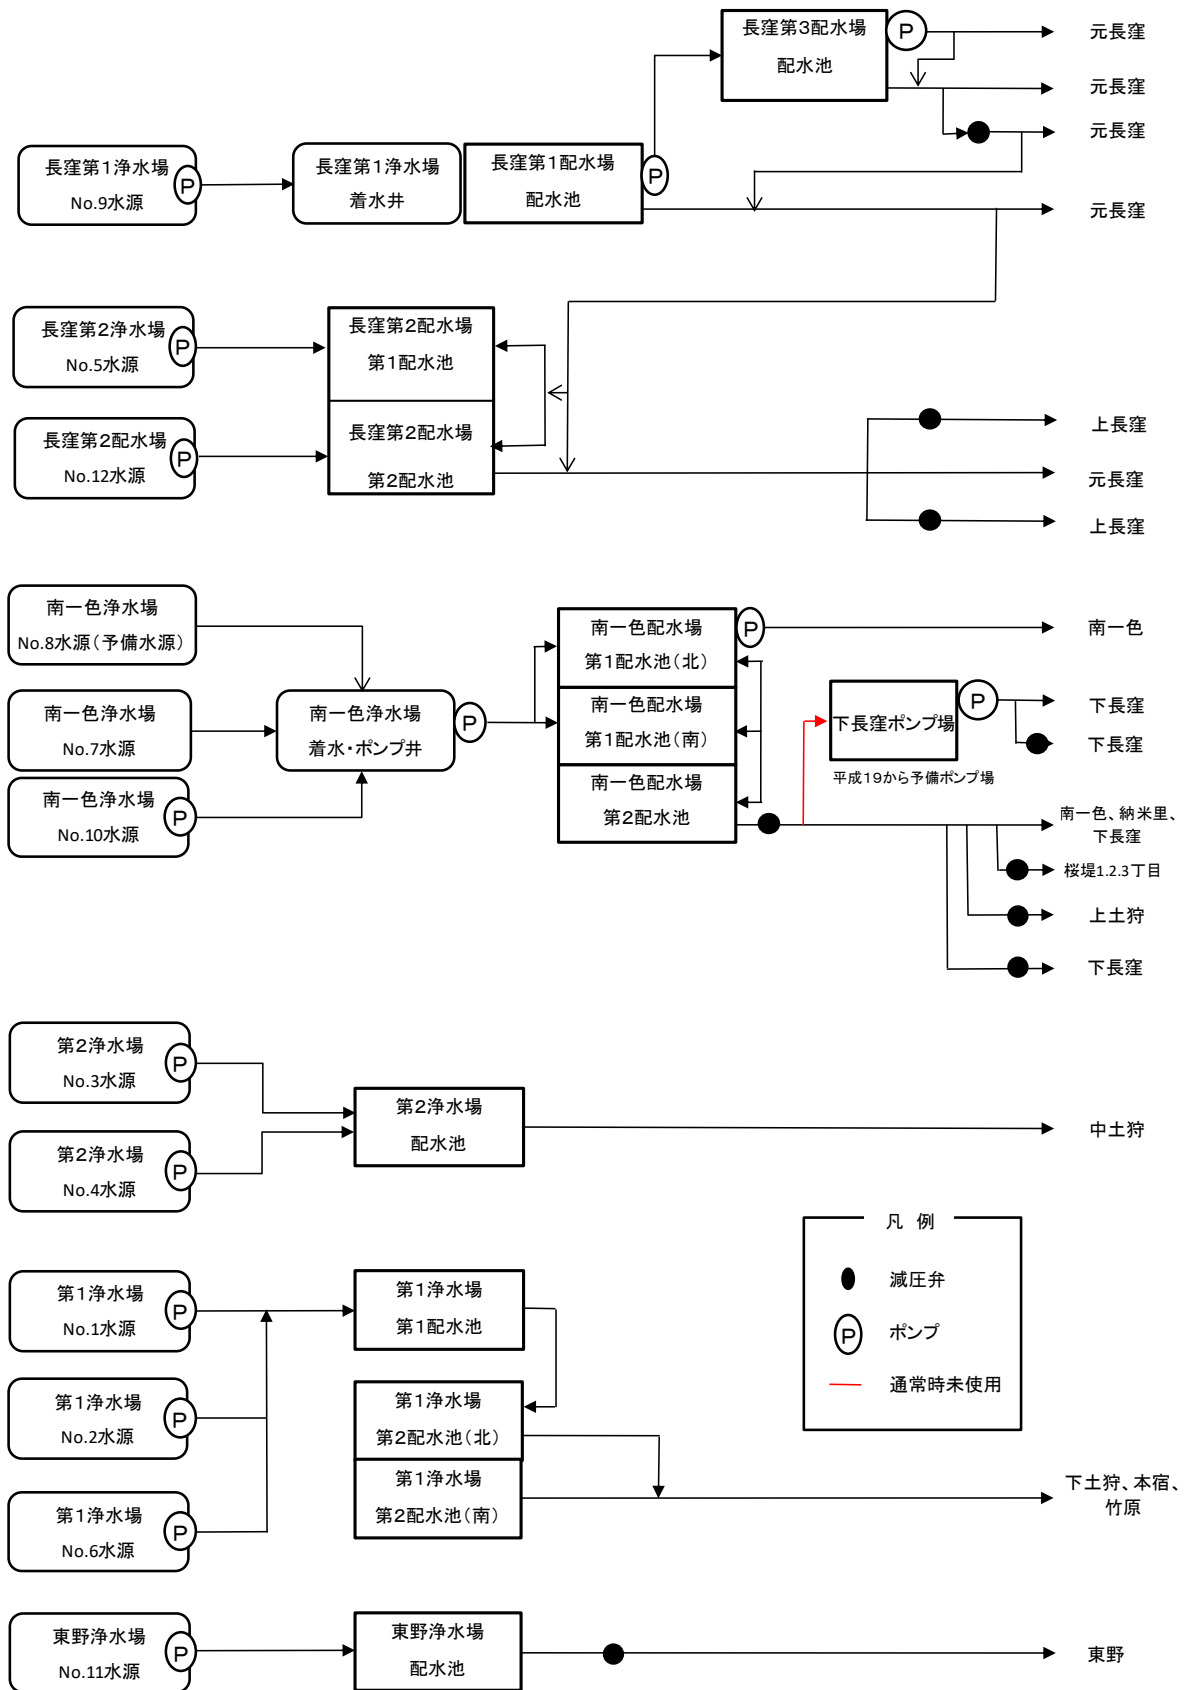 長窪第3配水場
配水池
P
元長窪
元長窪
元長窪
長窪第1浄水場
No.9水源
P
長窪第1浄水場
着水井
長窪第1配水場
配水池
P
元長窪
長窪第2浄水場
No.5水源
P
長窪第2配水場
第1配水池
長窪第2配水場
No.12水源
P
長窪第2配水場
第2配水池
上長窪
元長窪
上長窪
南一色浄水場
No.8水源(予備水源)
南一色浄水場
No.7水源
南一色浄水場
No.10水源
P
南一色浄水場
着水・ポンプ井
P
南一色配水場
第1配水池(北)
P
南一色配水場
第1配水池(南)
南一色配水場
第2配水池
南一色
下長窪ポンプ場
P
平成19から予備ポンプ場
下長窪
下長窪
南一色、納米里、
下長窪
桜堤1.2.3丁目
上土狩
下長窪
第2浄水場
No.3水源
P
第2浄水場
No.4水源
P
第2浄水場
配水池
中土狩
凡 例
減圧弁
P
ポンプ
通常時未使用
第1浄水場
No.1水源
P
第1浄水場
No.2水源
P
第1浄水場
No.6水源
P
第1浄水場
第1配水池
第1浄水場
第2配水池(北)
第1浄水場
第2配水池(南)
下土狩、本宿、
竹原
東野浄水場
No.11水源
P
東野浄水場
配水池
東野